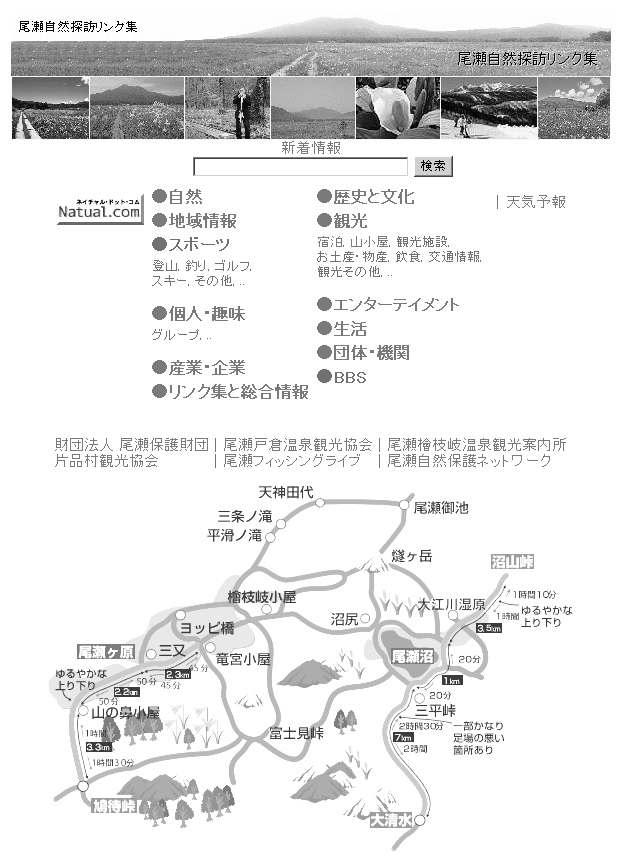 尾瀬自然探訪リンク集
尾瀬自然探訪リンク集
新着情報
検索
ネイチャル・ドット・コム
Natual.com
●自然
●地域情報
●スポーツ
登山, 釣り, ゴルフ,
スキー, その他, ..
●個人・趣味
グループ, ..
●産業・企業
●リンク集と総合情報
●歴史と文化
●観光
宿泊, 山小屋, 観光施設,
お土産・物産, 飲食, 交通情報,
観光その他, ..
●エンターテイメント
●生活
●団体・機関
●BBS
| 天気予報
財団法人 尾瀬保護財団 | 尾瀬戸倉温泉観光協会 | 尾瀬檜枝岐温泉観光案内所
片品村観光協会 | 尾瀬フィッシングライブ | 尾瀬自然保護ネットワーク
天神田代
尾瀬御池
三条ノ滝
平滑ノ滝
燧ヶ岳
沼山峠
1時間10分
檜枝岐小屋
大江川湿原
1時間
ゆるやかな
上り下り
沼尻
3.5km
ヨッピ橋
尾瀬ヶ原
三又
竜宮小屋
尾瀬沼
20分
45分
ゆるやかな
上り下り
2.3km
50分
45分
1km
2.2km
20分
50分
山の鼻小屋
三平峠
富士見峠
2時間30分
一部かなり
足場の悪い
箇所あり
1時間
3.3km
7km
2時間
1時間30分
鳩待峠
大清水